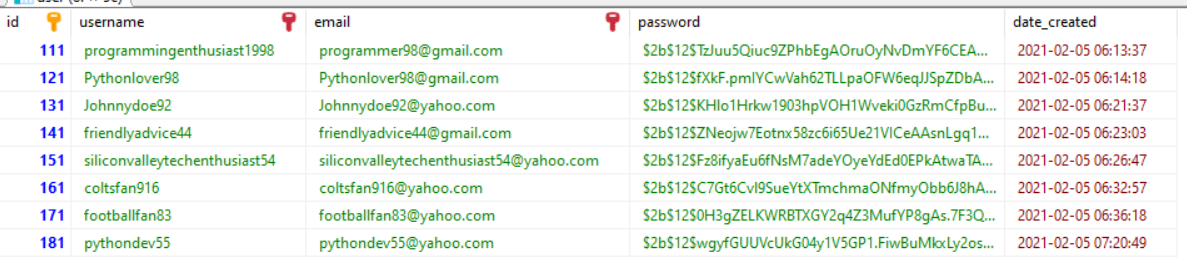 id username email password date_created
111 programmingenthusiast1998 programmer98@gmail.com $2b$12$TzJuu5Qiuc9ZPhbEgAOruOyNvDmYF6CEA... 2021-02-05 06:13:37
121 Pythonlover98 Pythonlover98@gmail.com $2b$12$fXkF.pmIYCwVah62TLLpaOFW6eqJJSpZDbA... 2021-02-05 06:14:18
131 Johnnydoe92 Johnnydoe92@yahoo.com $2b$12$KHIo1Hrkw1903hpVOH1Wveki0GzRmCfpBu... 2021-02-05 06:21:37
141 friendlyadvice44 friendlyadvice44@gmail.com $2b$12$ZNeojw7Eotnx58zc6i65Ue21VICeAAsnLgq1... 2021-02-05 06:23:03
151 siliconvalleytechenthusiast54 siliconvalleytechenthusiast54@yahoo.com $2b$12$Fz8ifyaEu6fNsM7adeYOyeYdEd0EPkAtwaTA... 2021-02-05 06:26:47
161 coltsfan916 coltsfan916@yahoo.com $2b$12$C7Gt6CvI9SueYtXTmchmaONfmyObb6J8hA... 2021-02-05 06:32:57
171 footballfan83 footballfan83@yahoo.com $2b$12$0H3gZELKWRBTXGY2q4Z3MufYP8gAs.7F3Q... 2021-02-05 06:36:18
181 pythondev55 pythondev55@yahoo.com $2b$12$wgyfGUUVcUkG04y1V5GP1.FiwBuMkxLy2os... 2021-02-05 07:20:49